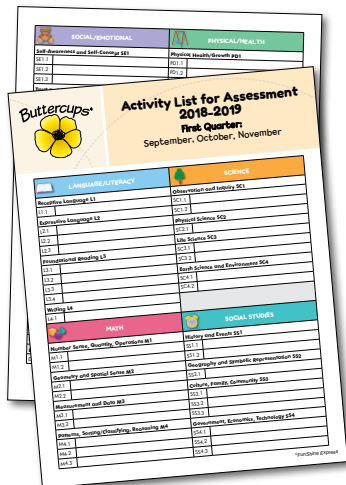 SOCIAL/EMOTIONAL
PHYSICAL/HEALTH
Self-Awareness and Self-Concept SE1
SE1.1
SE1.2
SE1.3
Physical Health/Growth PD1
PD1.1
PD1.2
Buttercups
Activity List for Assessment
2018-2019
First Quarter:
September, October, November
LANGUAGE/LITERACY
Receptive Language L1
L1.1
Expressive Language L2
L2.1
L2.2
L2.3
Foundational Reading L3
L3.1
L3.2
L3.3
L3.4
Writing L4
L4.1
SCIENCE
Observation and Inquiry SC1
SC1.1
SC1.2
Physical Science SC2
SC2.1
Life Science SC3
SC3.1
SC3.2
Earth Science and Environment SC4
SC4.1
SC4.2
MATH
Number Sense, Quantity, Operations M1
M1.1
M1.2
Geometry and Spatial Sense M2
M2.1
M2.2
Measurement and Data M3
M3.1
M3.2
Patterns, Sorting/Classifying, Reasoning M4
M4.1
M4.2
M4.3
SOCIAL STUDIES
History and Events SS1
SS1.1
SS1.2
Geography and Symbolic Representation SS2
SS2.1
Culture, Family, Community SS3
SS3.1
SS3.2
SS3.3
Government, Economics, Technology SS4
SS4.1
SS4.2
SS4.3
©FunShine Express®